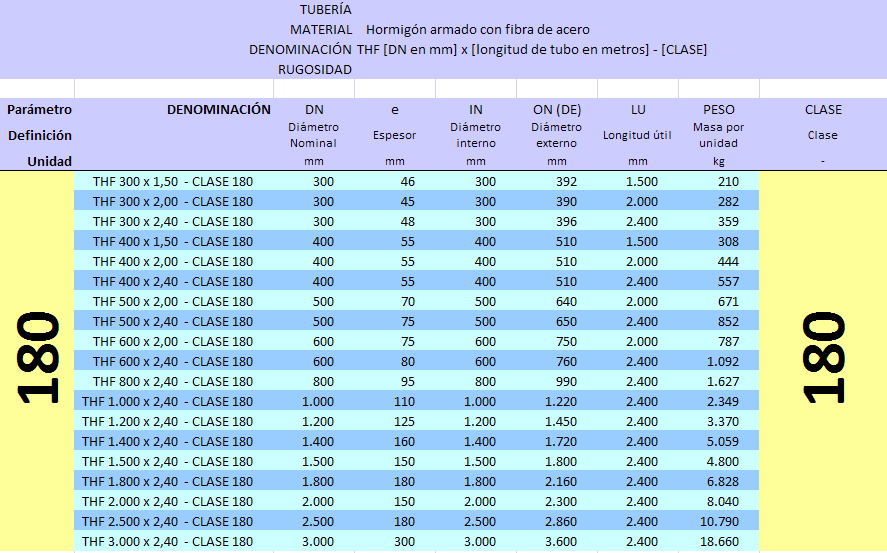 TUBERÍA
MATERIAL Hormigón armado con fibra de acero
DENOMINACIÓN THF [DN en mm] x [longitud de tubo en metros] - [CLASE]
RUGOSIDAD
Parámetro DENOMINACIÓN DN e IN ON (DE) LU PESO CLASE
Definición Diámetro Nominal Espesor Diámetro interno Diámetro externo Longitud útil Masa por unidad Clase
Unidad mm mm mm mm mm kg -
THF 300 x 1,50 - CLASE 180 300 46 300 392 1.500 210
THF 300 x 2,00 - CLASE 180 300 45 300 390 2.000 282
THF 300 x 2,40 - CLASE 180 300 48 300 396 2.400 359
THF 400 x 1,50 - CLASE 180 400 55 400 510 1.500 308
THF 400 x 2,00 - CLASE 180 400 55 400 510 2.000 444
THF 400 x 2,40 - CLASE 180 400 55 400 510 2.400 557
THF 500 x 2,00 - CLASE 180 500 70 500 640 2.000 671
THF 500 x 2,40 - CLASE 180 500 75 500 650 2.400 852
THF 600 x 2,00 - CLASE 180 600 75 600 750 2.000 787
THF 600 x 2,40 - CLASE 180 600 80 600 760 2.400 1.092
THF 800 x 2,40 - CLASE 180 800 95 800 990 2.400 1.627
THF 1.000 x 2,40 - CLASE 180 1.000 110 1.000 1.220 2.400 2.349
THF 1.200 x 2,40 - CLASE 180 1.200 125 1.200 1.450 2.400 3.370
THF 1.400 x 2,40 - CLASE 180 1.400 160 1.400 1.720 2.400 5.059
THF 1.500 x 2,40 - CLASE 180 1.500 150 1.500 1.800 2.400 4.800
THF 1.800 x 2,40 - CLASE 180 1.800 180 1.800 2.160 2.400 6.828
THF 2.000 x 2,40 - CLASE 180 2.000 150 2.000 2.300 2.400 8.040
THF 2.500 x 2,40 - CLASE 180 2.500 180 2.500 2.860 2.400 10.790
THF 3.000 x 2,40 - CLASE 180 3.000 300 3.000 3.600 2.400 18.660
180
180